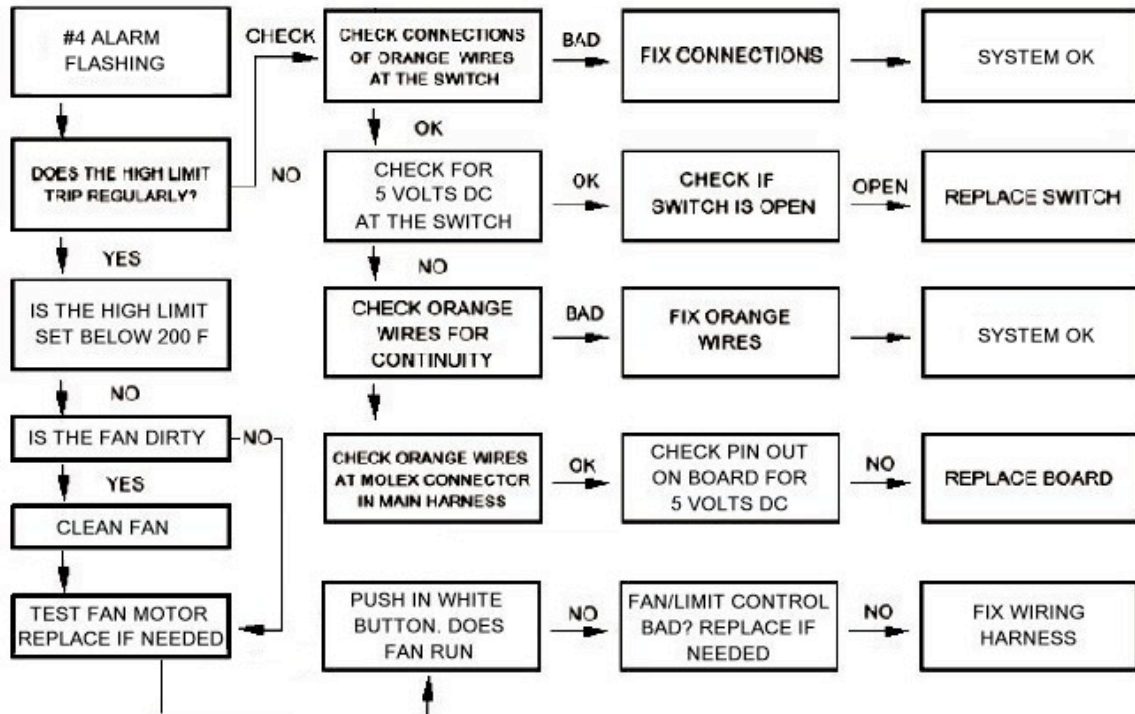 #4 ALARM
FLASHING
CHECK
CHECK CONNECTIONS
OF ORANGE WIRES
AT THE SWITCH
BAD
FIX CONNECTIONS
SYSTEM OK
OK
DOES THE HIGH LIMIT
TRIP REGULARLY?
NO
CHECK FOR
5 VOLTS DC
AT THE SWITCH
OK
CHECK IF
SWITCH IS OPEN
OPEN
REPLACE SWITCH
YES
NO
IS THE HIGH LIMIT
SET BELOW 200 F
CHECK ORANGE
WIRES FOR
CONTINUITY
BAD
FIX ORANGE
WIRES
SYSTEM OK
NO
IS THE FAN DIRTY
NO
CHECK ORANGE WIRES
AT MOLEX CONNECTOR
IN MAIN HARNESS
OK
CHECK PIN OUT
ON BOARD FOR
5 VOLTS DC
NO
REPLACE BOARD
YES
CLEAN FAN
TEST FAN MOTOR
REPLACE IF NEEDED
PUSH IN WHITE
BUTTON. DOES
FAN RUN
NO
FAN/LIMIT CONTROL
BAD? REPLACE IF
NEEDED
NO
FIX WIRING
HARNESS